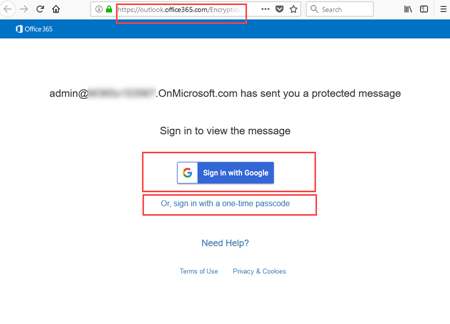 https://outlook.office365.com/Encryptio
Search
Office 365
admin@ .OnMicrosoft.com has sent you a protected message
Sign in to view the message
G Sign in with Google
Or, sign in with a one-time passcode
Need Help?
Terms of Use Privacy & Cookies